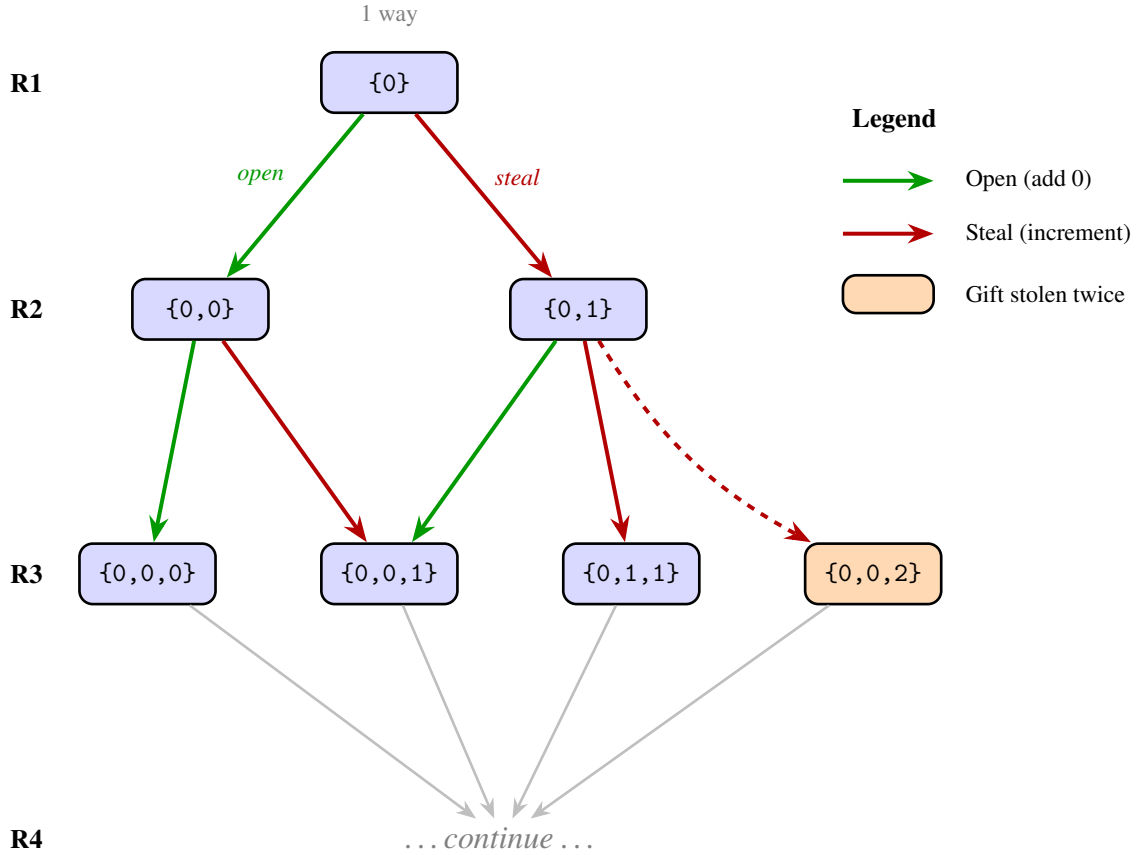 1 way
R1
{0}
Legend
open
steal
Open (add 0)
Steal (increment)
Gift stolen twice
R2
{0,0}
{0,1}
R3
{0,0,0}
{0,0,1}
{0,1,1}
{0,0,2}
R4
... continue ...